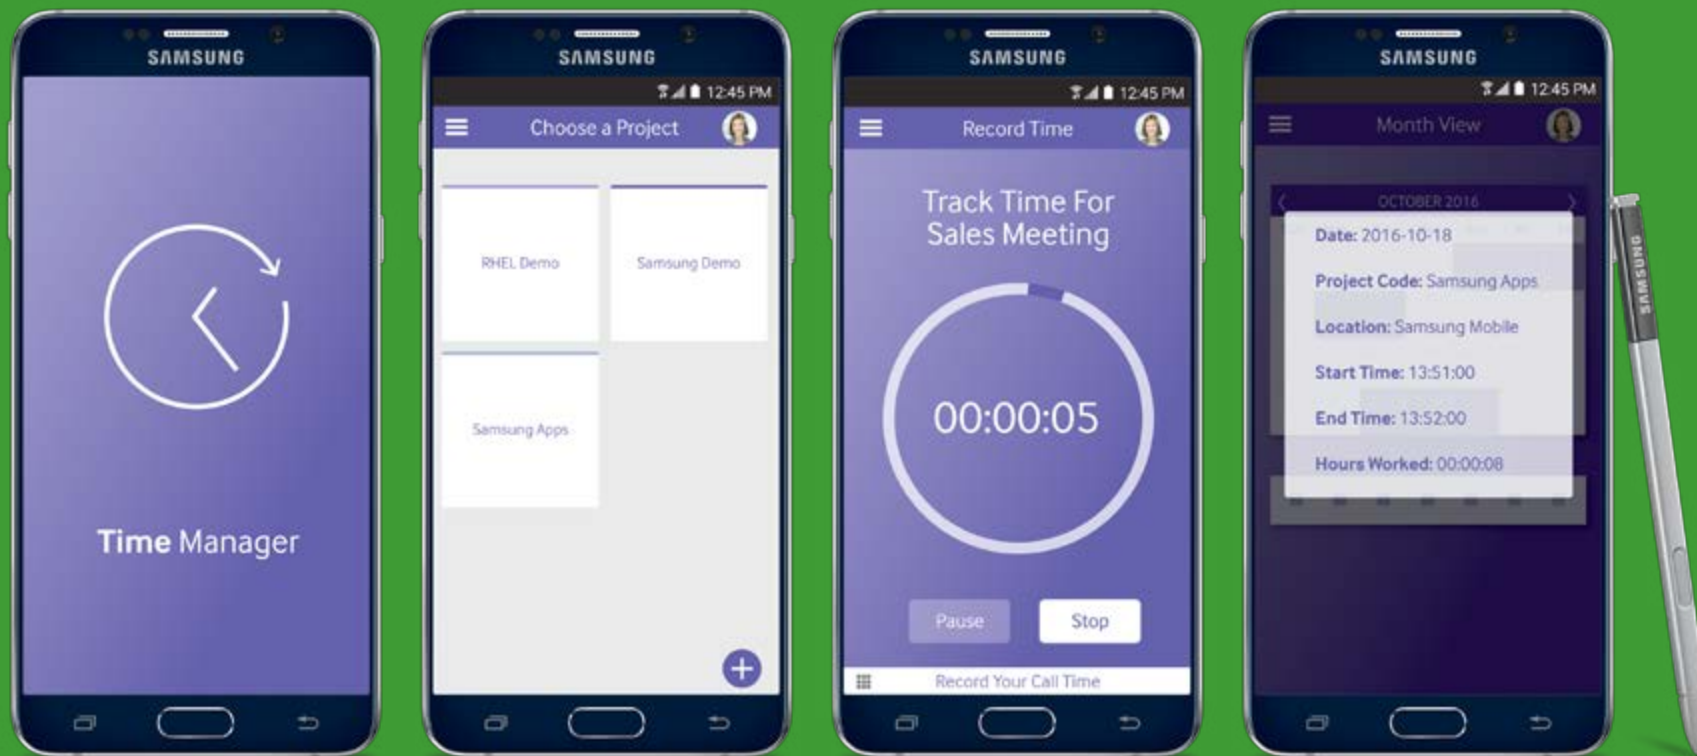 SAMSUNG
Time Manager
SAMSUNG
12:45 PM
Choose a Project
RHEL Demo
Samsung Demo
Samsung Apps
SAMSUNG
12:45 PM
Record Time
Track Time For
Sales Meeting
00:00:05
Pause
Stop
Record Your Call Time
SAMSUNG
12:45 PM
Month View
OCTOBER 2016
Date: 2016-10-18
Project Code: Samsung Apps
Location: Samsung Mobile
Start Time: 13:51:00
End Time: 13:52:00
Hours Worked: 00:00:08
SAMSUNG